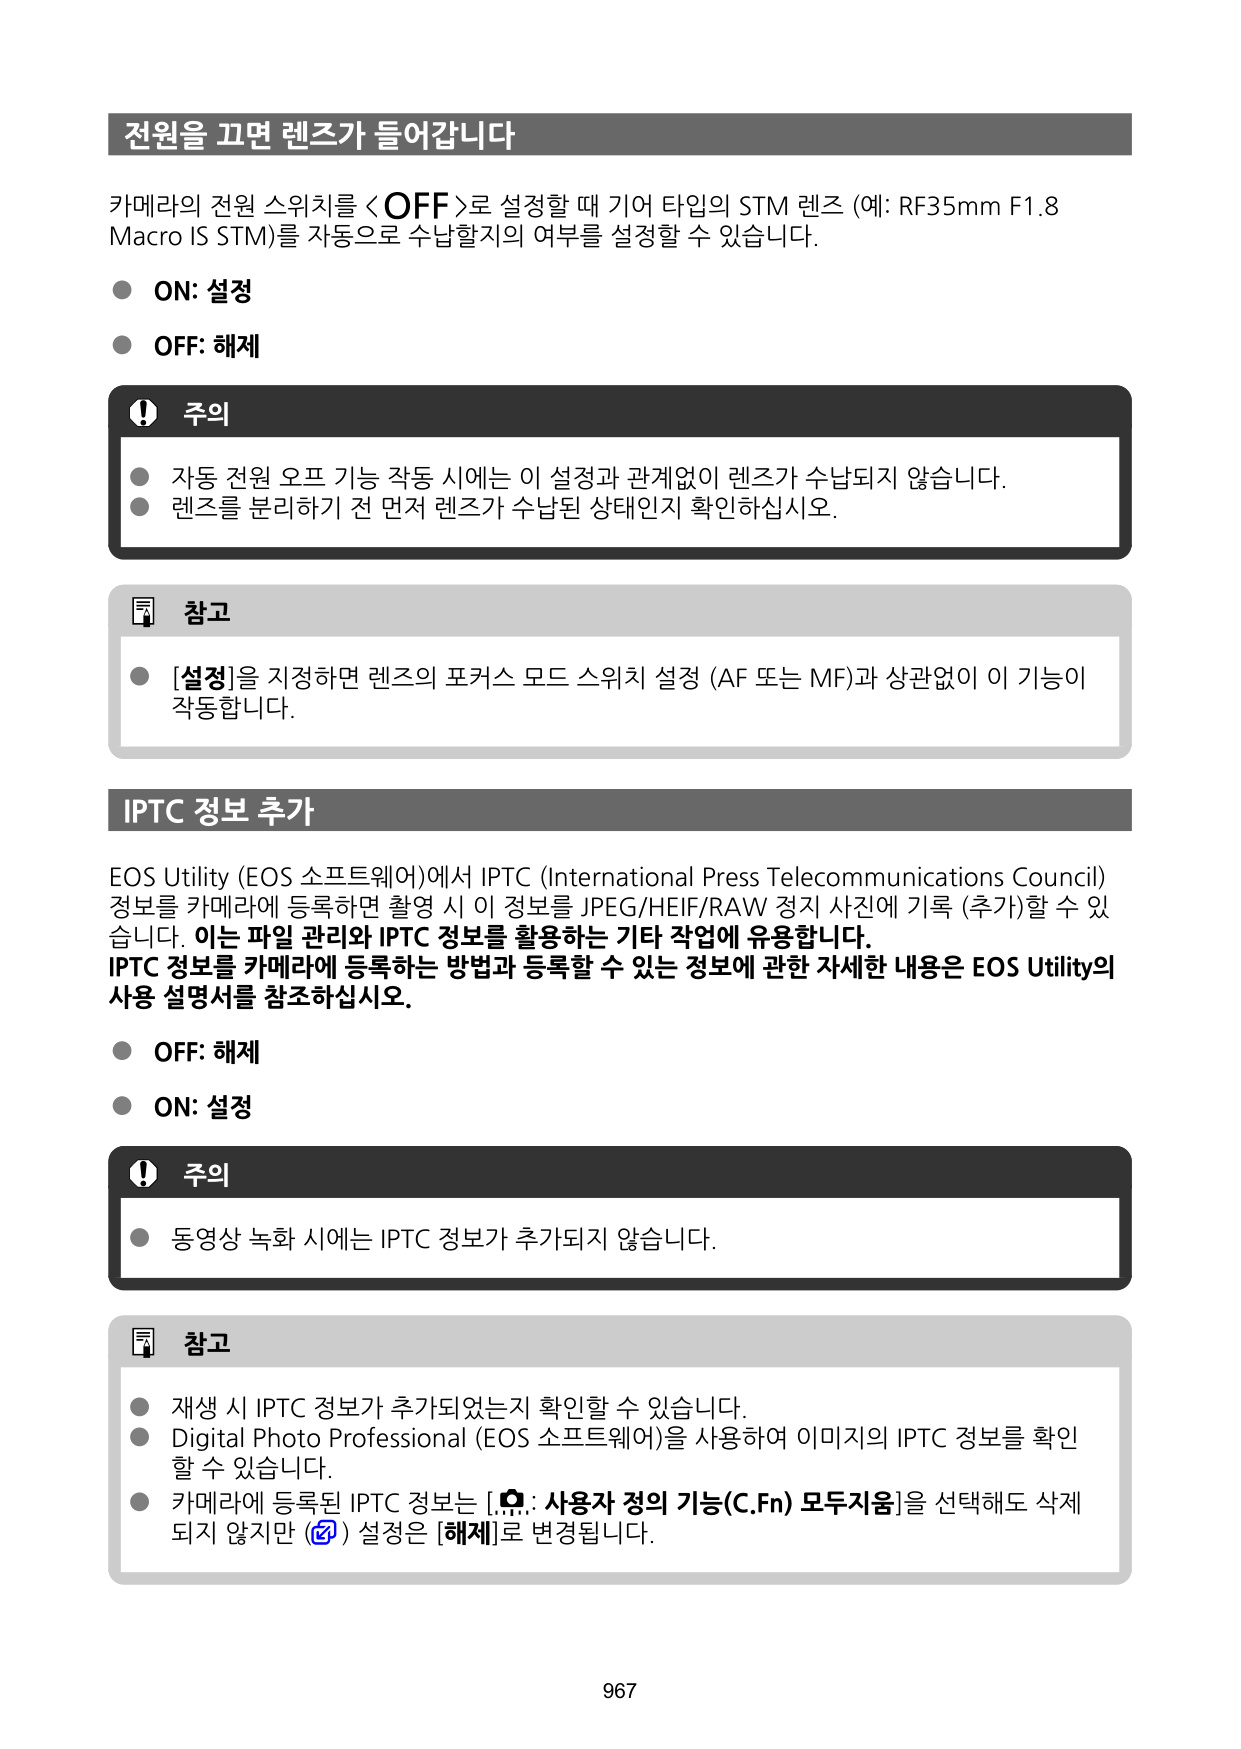 전원을 끄면 렌즈가 들어갑니다
카메라의 전원 스위치를 <OFF>로 설정할 때 기어 타입의 STM 렌즈 (예: RF35mm F1.8
Macro IS STM)를 자동으로 수납할지의 여부를 설정할 수 있습니다.
● ON: 설정
● OFF: 해제
주의
● 자동 전원 오프 기능 작동 시에는 이 설정과 관계없이 렌즈가 수납되지 않습니다.
● 렌즈를 분리하기 전 먼저 렌즈가 수납된 상태인지 확인하십시오.
참고
● [설정]을 지정하면 렌즈의 포커스 모드 스위치 설정 (AF 또는 MF)과 상관없이 이 기능이
작동합니다.
IPTC 정보 추가
EOS Utility (EOS 소프트웨어)에서 IPTC (International Press Telecommunications Council)
정보를 카메라에 등록하면 촬영 시 이 정보를 JPEG/HEIF/RAW 정지 사진에 기록 (추가)할 수 있
습니다. 이는 파일 관리와 IPTC 정보를 활용하는 기타 작업에 유용합니다.
IPTC 정보를 카메라에 등록하는 방법과 등록할 수 있는 정보에 관한 자세한 내용은 EOS Utility의
사용 설명서를 참조하십시오.
● OFF: 해제
● ON: 설정
주의
● 동영상 녹화 시에는 IPTC 정보가 추가되지 않습니다.
참고
● 재생 시 IPTC 정보가 추가되었는지 확인할 수 있습니다.
● Digital Photo Professional (EOS 소프트웨어)을 사용하여 이미지의 IPTC 정보를 확인
할 수 있습니다.
● 카메라에 등록된 IPTC 정보는 [: 사용자 정의 기능(C.Fn) 모두지움]을 선택해도 삭제
되지 않지만 () 설정은 [해제]로 변경됩니다.
967